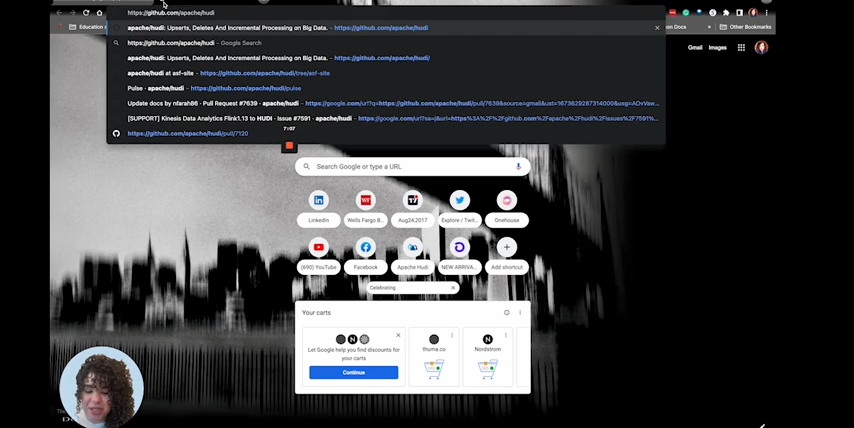 https://github.com/apache/hudi
Education
apache/hudi: Upserts, Deletes And Incremental Processing on Big Data. - https://github.com/apache/hudi
https://github.com/apache/hudi - Google Search
apache/hudi: Upserts, Deletes And Incremental Processing on Big Data. - https://github.com/apache/hudi/
apache/hudi at asf-site - https://github.com/apache/hudi/tree/asf-site
Pulse · apache/hudi - https://github.com/apache/hudi/pulse
Update docs by nfarah86 · Pull Request #7639 · apache/hudi - https://google.com/url?q=https://github.com/apache/hudi/pull/7639&source=gmail&ust=1673629287314000&usg=AOvVaw...
[SUPPORT] Kinesis Data Analytics Flink1.13 to HUDI · Issue #7591 · apache/hudi - https://google.com/url?sa=j&url=https%3A%2F%2Fgithub.com%2Fapache%2Fhudi%2Fissues%2F7591%...
https://github.com/apache/hudi/pull/7120
7:07
on Docs
Other Bookmarks
Gmail Images
Search Google or type a URL
LinkedIn
Wells Fargo B...
Aug24,2017
Explore / Twit...
Onehouse
(690) YouTube
Facebook
Apache Hudi
NEW ARRIVA...
Add shortcut
Celebrating
Your carts
Let Google help you find discounts for
your carts
Continue
thuma.co
Nordstrom